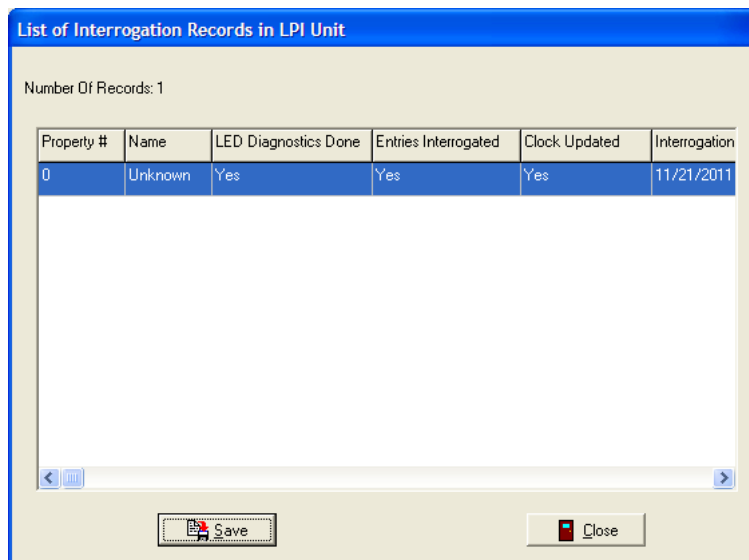 List of Interrogation Records in LPI Unit
Number Of Records: 1
Property # Name LED Diagnostics Done Entries Interrogated Clock Updated Interrogation
0 Unknown Yes Yes Yes 11/21/2011
Save Close